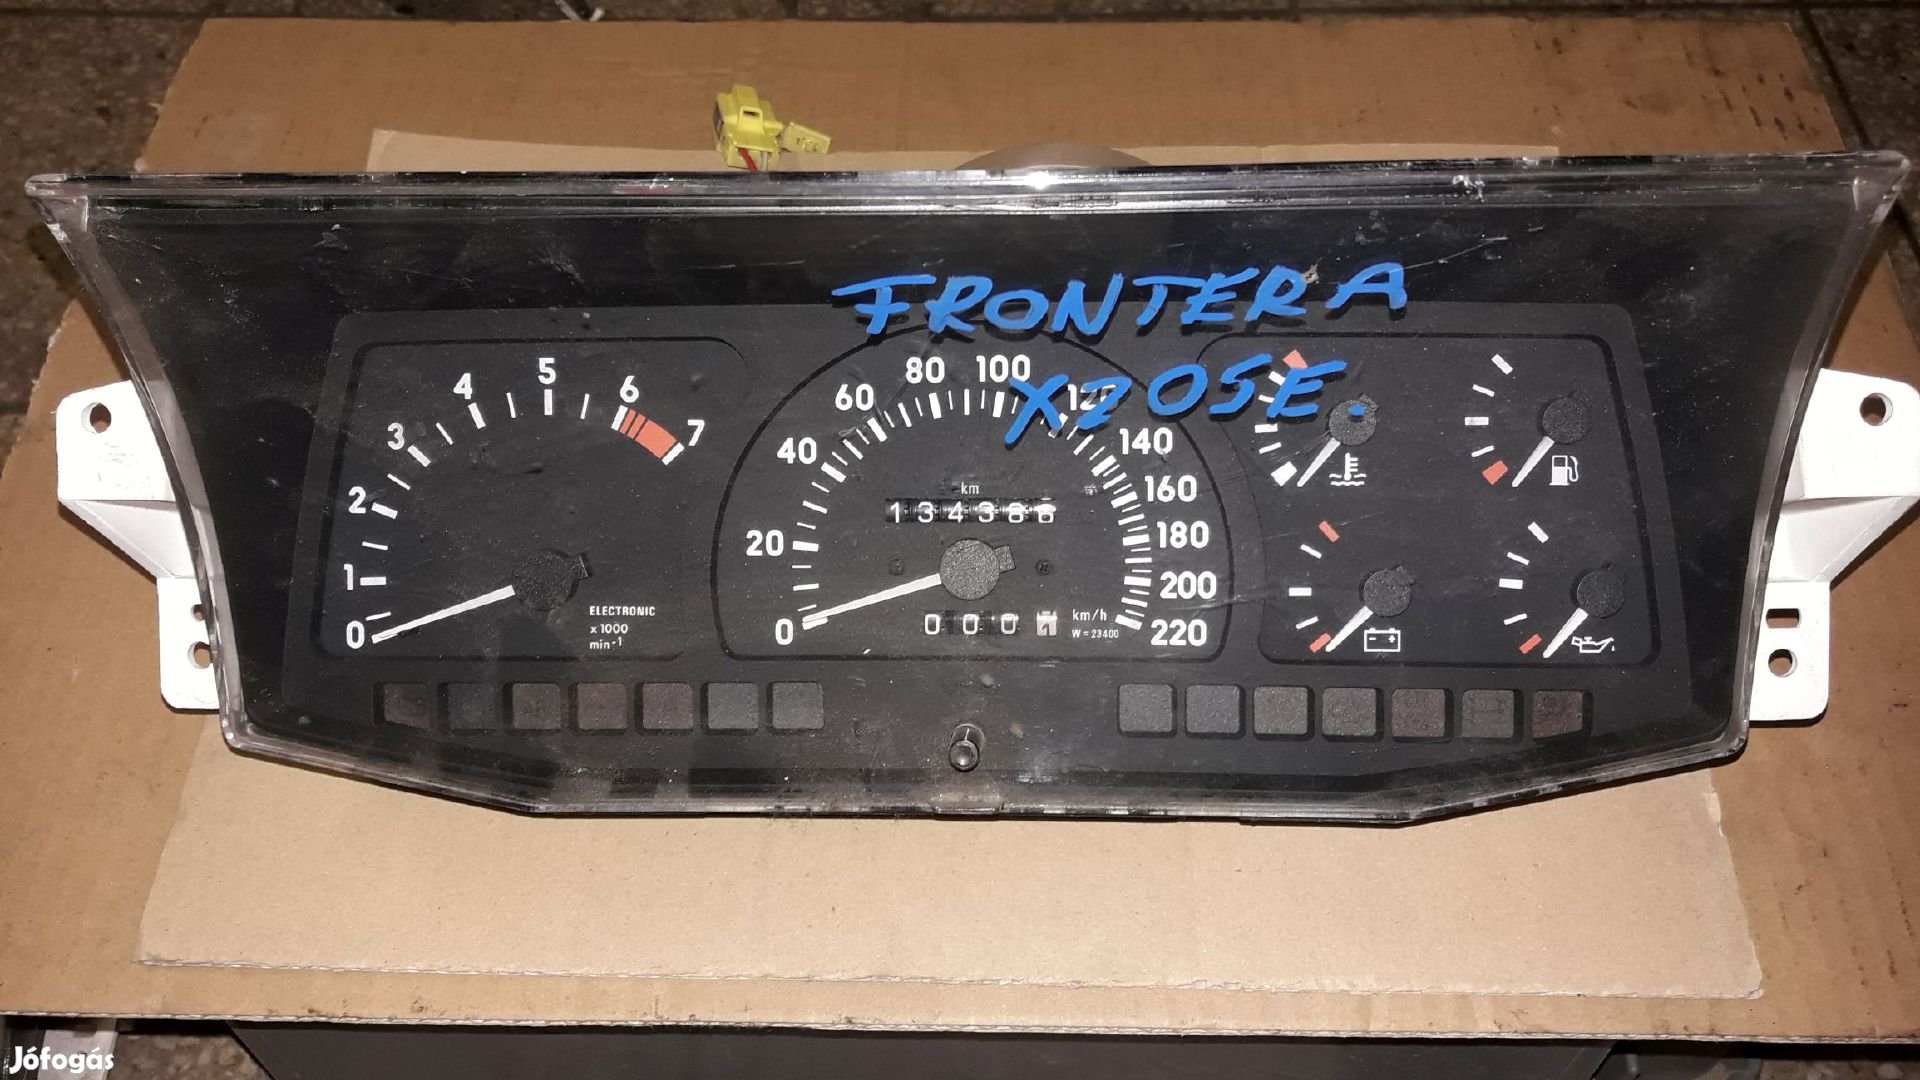 FRONTERA
X20SE.
0 1 2 3 4 5 6 7
ELECTRONIC
x 1000
min-1
0 20 40 60 80 100 120 140 160 180 200 220
km
134388
000
km/h
W = 23400
Jófogás